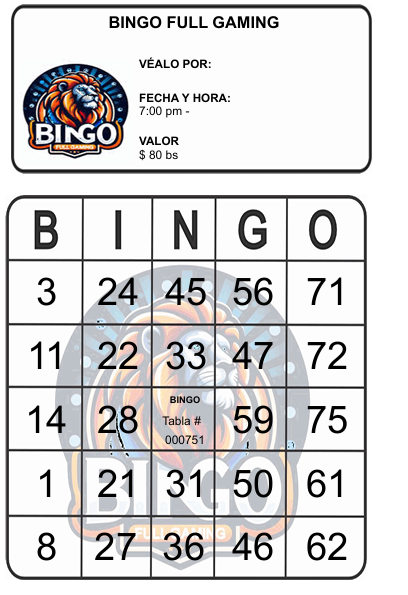 BINGO FULL GAMING
VÉALO POR:
FECHA Y HORA:
7:00 pm -
VALOR
$ 80 bs
BINGO
FULL GAMING
B I N G O
3 24 45 56 71
11 22 33 47 72
14 28 BINGO 59 75
Tabla #
000751
1 21 31 50 61
8 27 36 46 62
BINGO
FULL GAMING